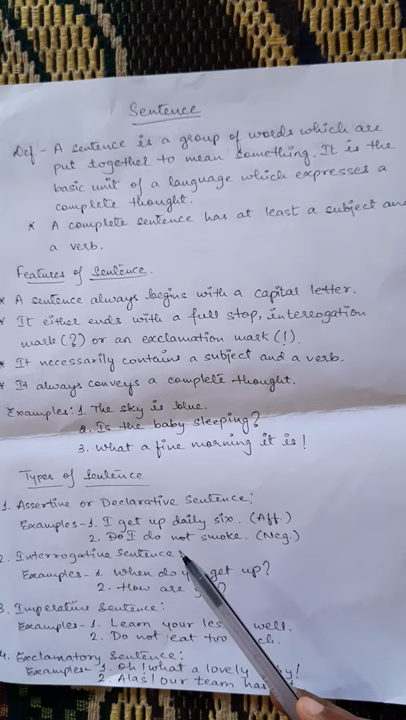 Sentence
Def - A sentence is a group of words which are
put together to mean something. It is the
basic unit of a language which expresses a
complete thought.
* A complete sentence has at least a subject and
a verb.
Features of Sentence.
* A sentence always begins with a capital letter.
* It either ends with a full stop, interrogation
mark (?) or an exclamation mark (!).
* It necessarily contains a subject and a verb.
* It always conveys a complete thought.
Examples: 1. The sky is blue.
2. Is the baby sleeping?
3. What a fine morning it is!
Types of Sentence
1. Assertive or Declarative Sentence:
Examples - 1. I get up daily six. (Aff.)
2. I do not smoke. (Neg.)
2. Interrogative Sentence:
Examples - 1. When do get up?
2. How are ?
3. Imperative Sentence:
Examples - 1. Learn your well.
2. Do not eat
4. Exclamatory Sentence:
Examples - 1. Oh! what a lovely !
2. Alas! Our team